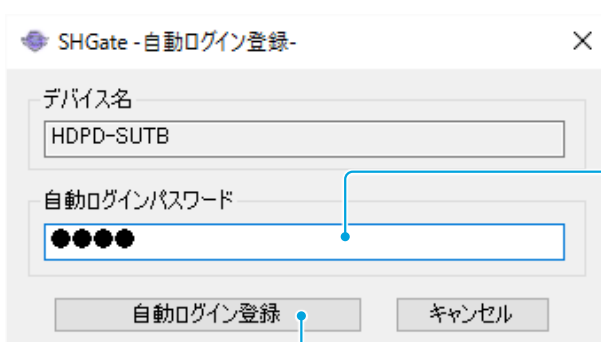 SHGate -自動ログイン登録-
デバイス名
HDPD-SUTB
自動ログインパスワード
●●●●
自動ログイン登録
キャンセル